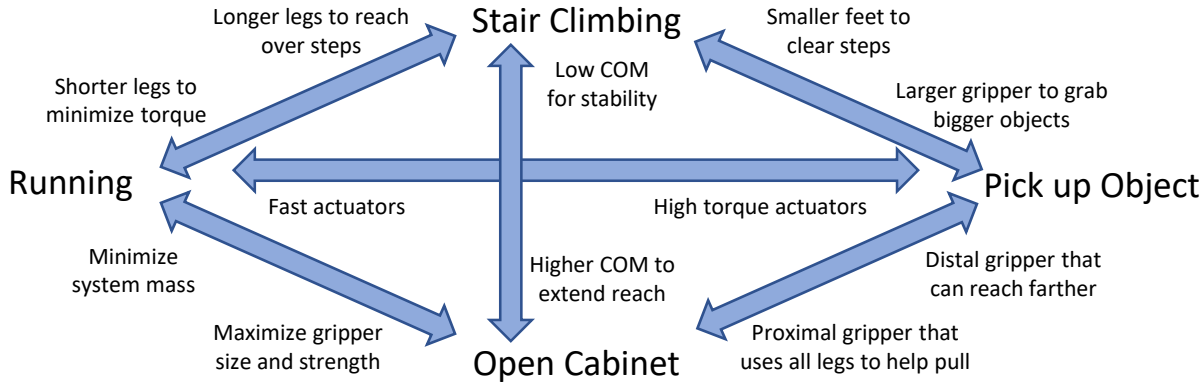 Longer legs to reach
over steps
Stair Climbing
Smaller feet to
clear steps
Shorter legs to
minimize torque
Low COM
for stability
Larger gripper to grab
bigger objects
Running
Pick up Object
Fast actuators
High torque actuators
Minimize
system mass
Higher COM to
extend reach
Distal gripper that
can reach farther
Maximize gripper
size and strength
Open Cabinet
Proximal gripper that
uses all legs to help pull